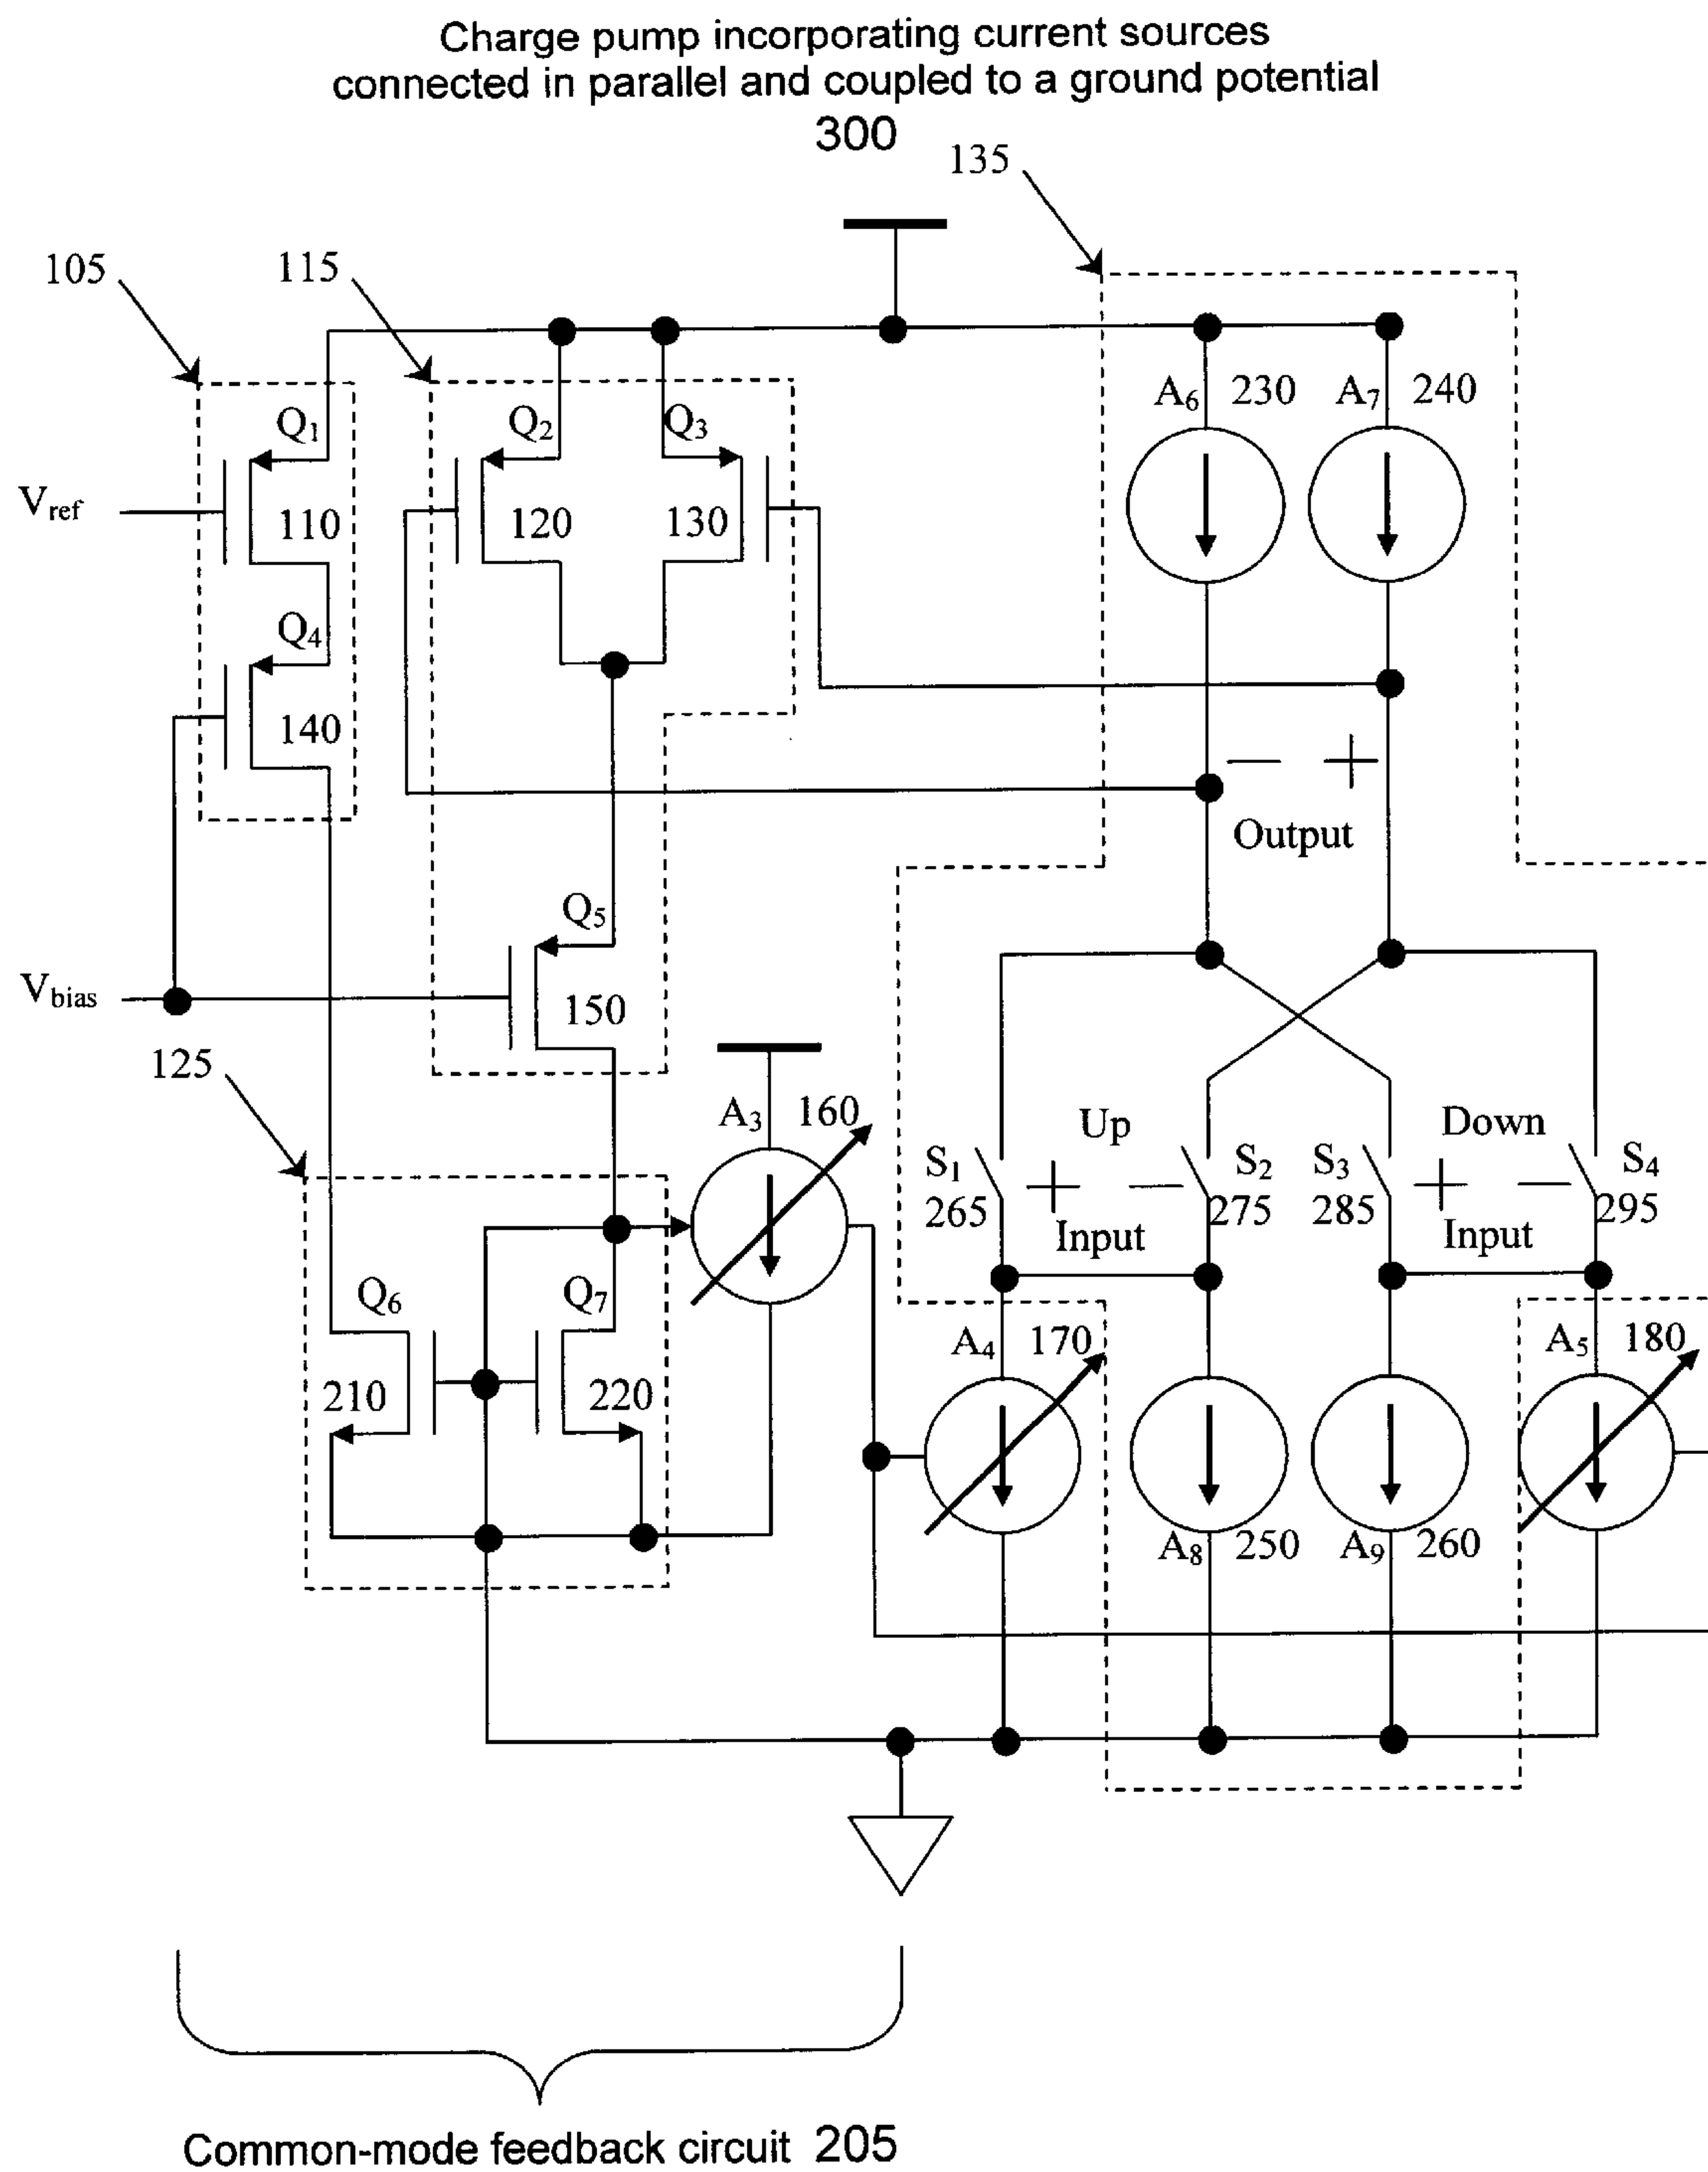 Charge pump incorporating current sources
connected in parallel and coupled to a ground potential
300
135
105
115
A6 230
A7 240
Q1
Q2
Q3
Vref
110
120
130
Q4
140
− +
Output
Q5
Vbias
150
125
A3 160
Up
Down
S1
265
+ −
Input
S2
275
S3
285
+ −
Input
S4
295
Q6
Q7
210
220
A4 170
A5 180
A8 250
A9 260
Common-mode feedback circuit 205